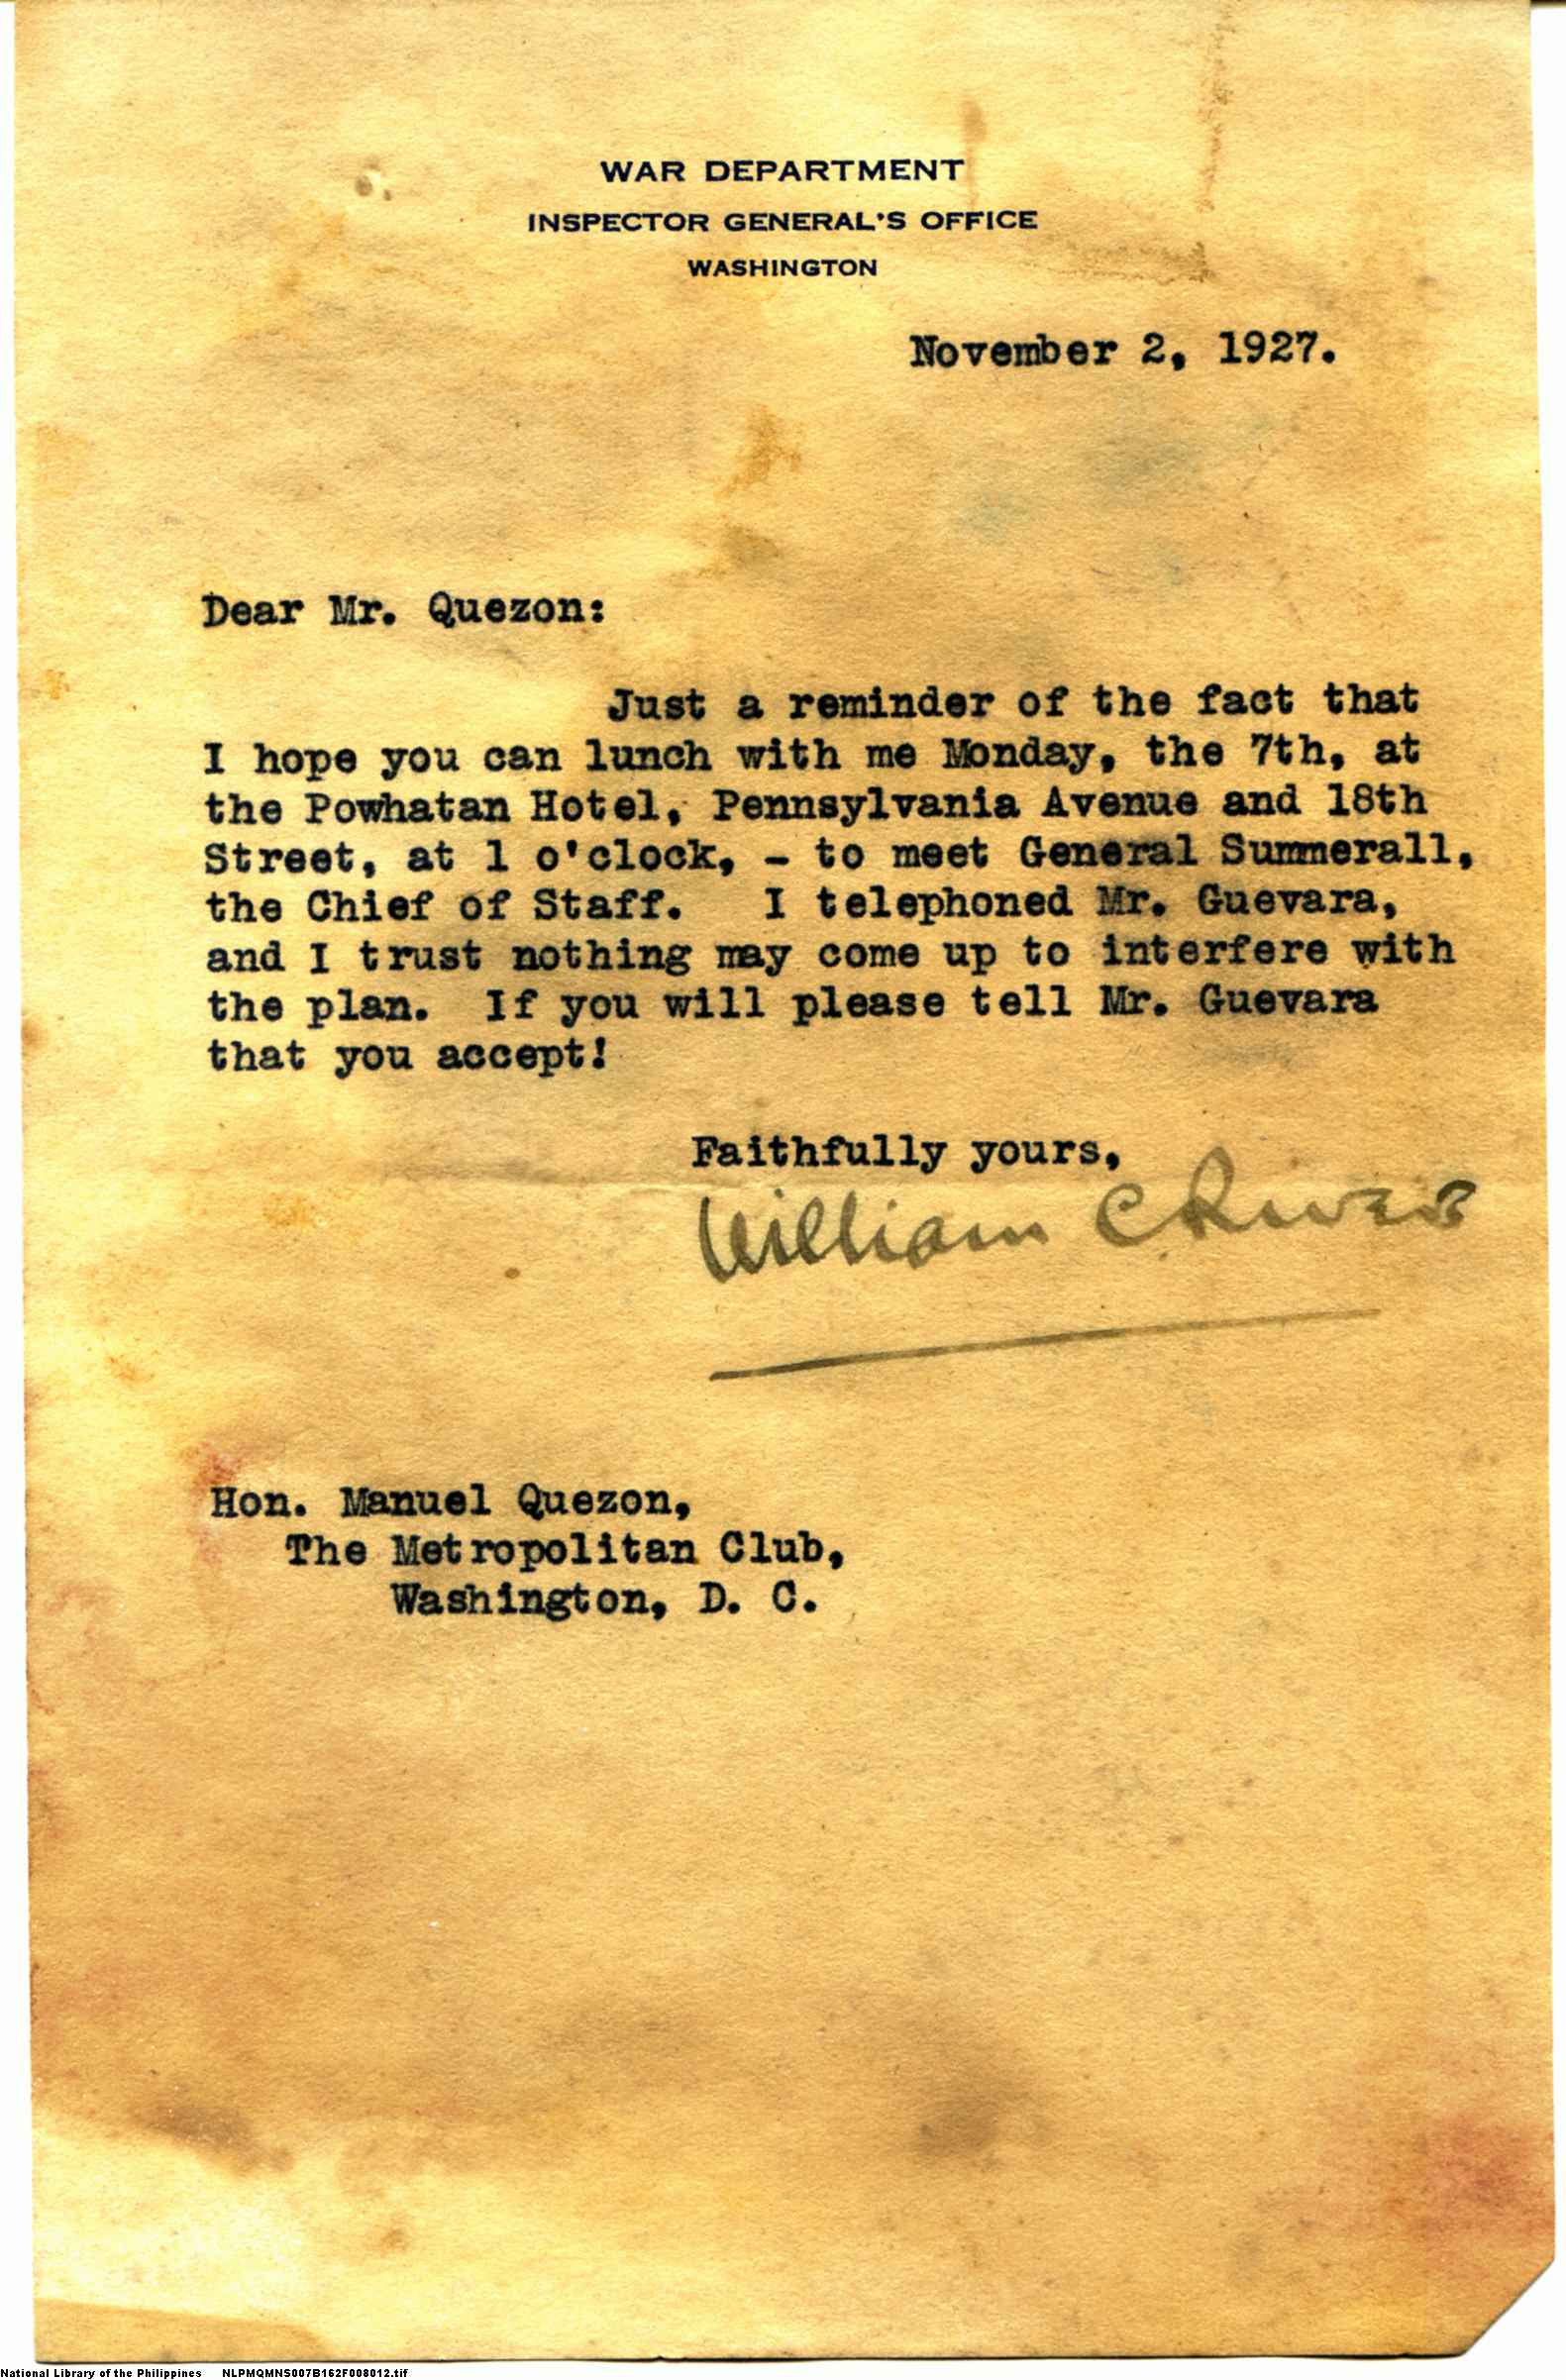 WAR DEPARTMENT
INSPECTOR GENERAL'S OFFICE
WASHINGTON
November 2, 1927.
Dear Mr. Quezon:
Just a reminder of the fact that
I hope you can lunch with me Monday, the 7th, at
the Powhatan Hotel, Pennsylvania Avenue and 18th
Street, at 1 o'clock, - to meet General Summerall,
the Chief of Staff. I telephoned Mr. Guevara,
and I trust nothing may come up to interfere with
the plan. If you will please tell Mr. Guevara
that you accept!
Faithfully yours,
William C Rivers
Hon. Manuel Quezon,
The Metropolitan Club,
Washington, D. C.
National Library of the Philippines NLPMQMNS007B162F008012.tif